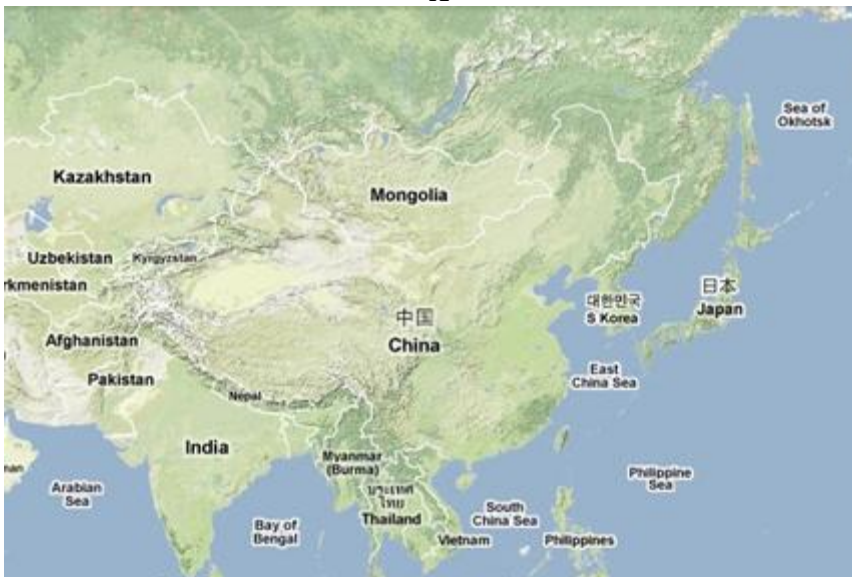 Sea of
Okhotsk
Kazakhstan
Mongolia
Uzbekistan
Kyrgyzstan
rkmenistan
日本
Japan
대한민국
S Korea
中国
China
Afghanistan
Pakistan
East
China Sea
Nepal
India
Myanmar
(Burma)
Arabian
Sea
Philippine
Sea
ประเทศ
ไทย
Thailand
South
China Sea
Bay of
Bengal
Vietnam
Philippines